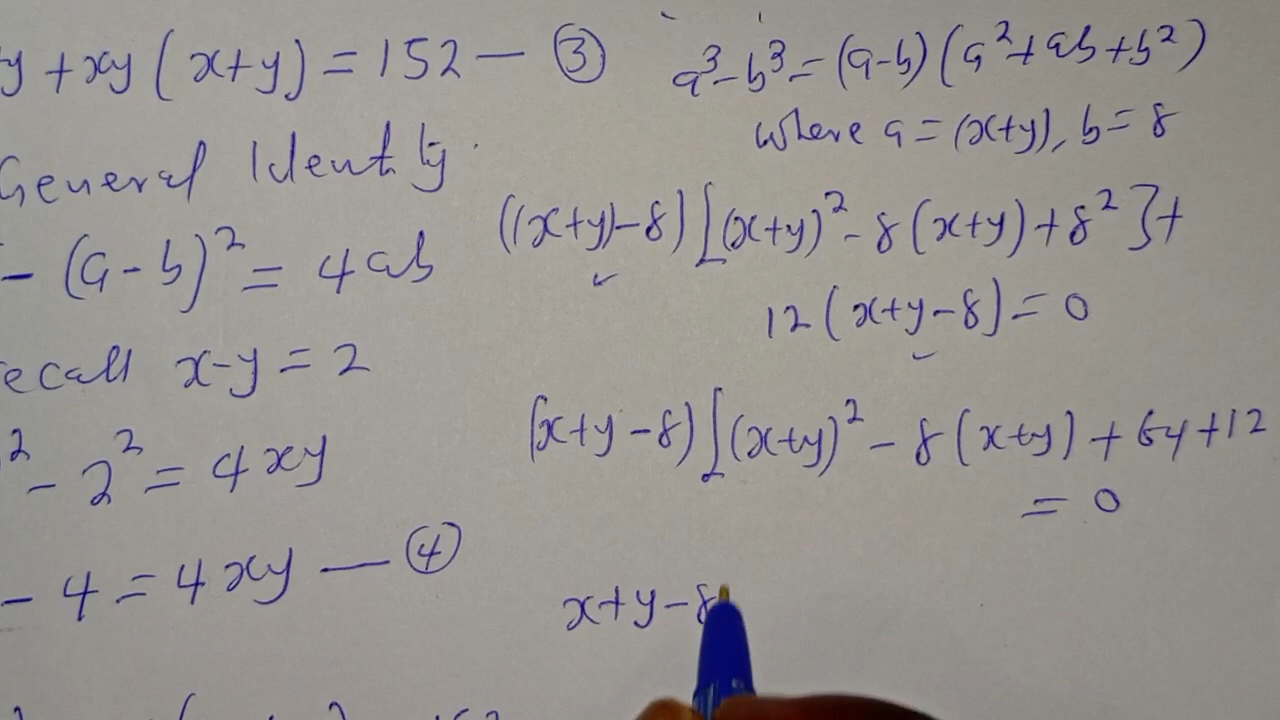 y + xy (x+y) = 152 — ③
General Identity
- (a-b)² = 4ab
ecall x-y = 2
² - 2² = 4xy
- 4 = 4xy — ④
a³-b³ = (a-b)(a²+ab+b²)
where a = (x+y), b = 8
((x+y)-8)[(x+y)² - 8(x+y) + 8²] +
12(x+y-8) = 0
(x+y-8)[(x+y)² - 8(x+y) + 64+12
= 0
x+y-8